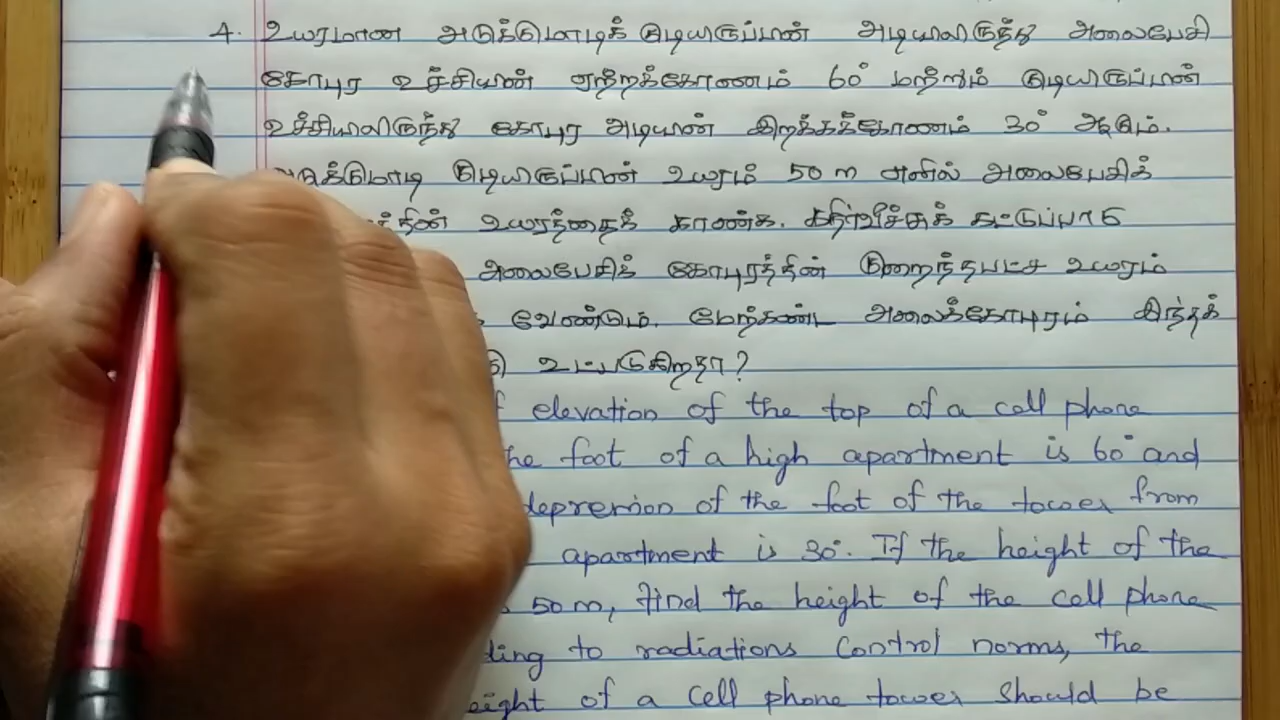 4. உயரமான அடுக்குமாடிக் குடியிருப்பின் அடியிலிருந்து அலைபேசி
கோபுர உச்சியின் ஏற்றக்கோணம் 60° மற்றும் குடியிருப்பின்
உச்சியிலிருந்து கோபுர அடியின் இறக்கக்கோணம் 30° ஆகும்.
அடுக்குமாடி குடியிருப்பின் உயரம் 50 m எனில் அலைபேசிக்
உயரத்தைக் காண்க. கதிர்வீச்சுக் கட்டுப்பாடு
அலைபேசிக் கோபுரத்தின் குறைந்தபட்ச உயரம்
வேண்டும். மேற்கண்ட அலைக்கோபுரம் இந்தக்
உட்படுகிறதா?
elevation of the top of a cell phone
the foot of a high apartment is 60° and
depression of the foot of the tower from
apartment is 30°. If the height of the
50 m, find the height of the cell phone
to radiations control norms, the
of a cell phone tower should be